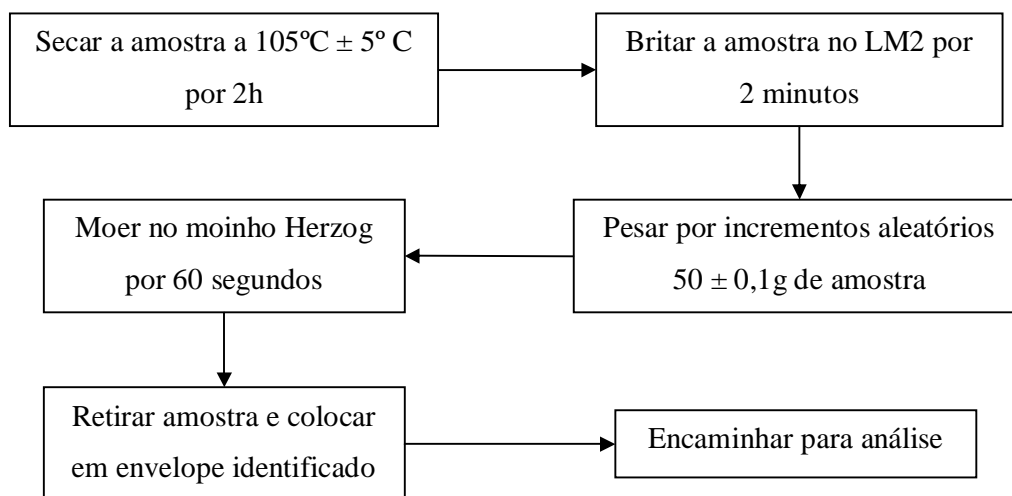 Secar a amostra a 105ºC ± 5º C
por 2h
Britar a amostra no LM2 por
2 minutos
Pesar por incrementos aleatórios
50 ± 0,1g de amostra
Moer no moinho Herzog
por 60 segundos
Retirar amostra e colocar
em envelope identificado
Encaminhar para análise